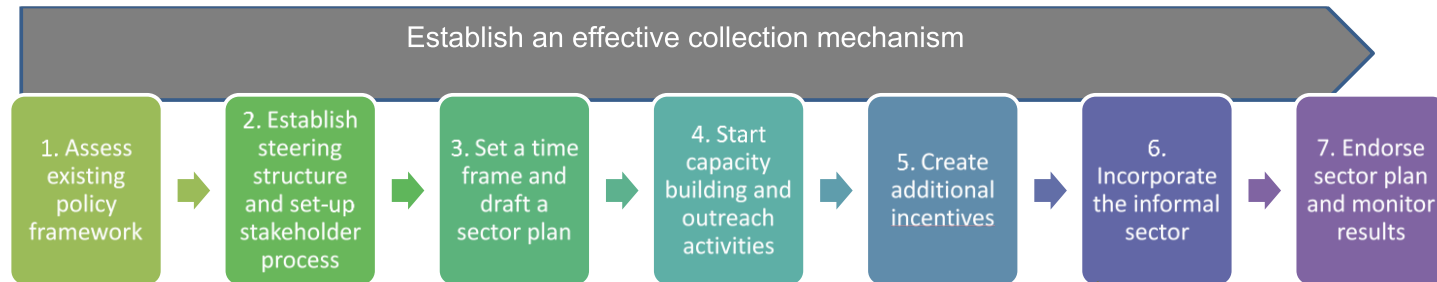 Establish an effective collection mechanism
1. Assess
existing
policy
framework
2. Establish
steering
structure
and set-up
stakeholder
process
3. Set a time
frame and
draft a
sector plan
4. Start
capacity
building and
outreach
activities
5. Create
additional
incentives
6.
Incorporate
the informal
sector
7. Endorse
sector plan
and monitor
results